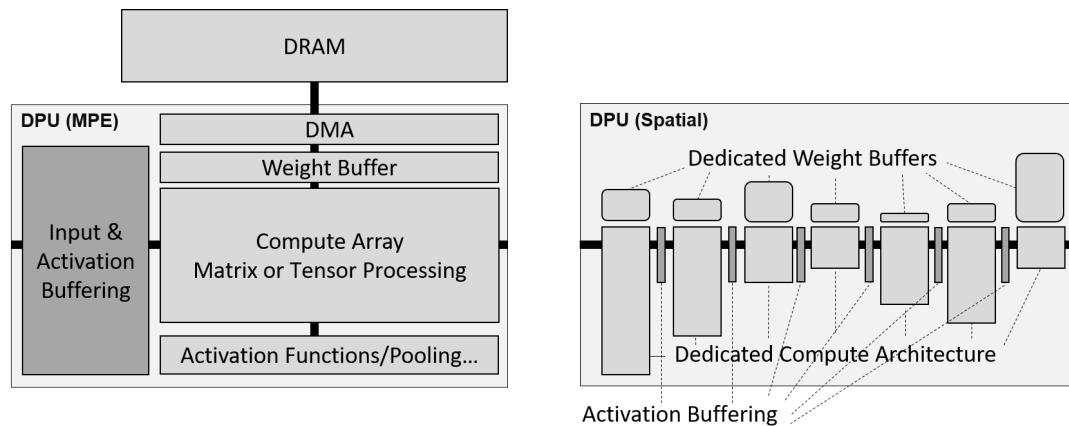 DRAM
DPU (MPE)
DMA
Weight Buffer
Input &
Activation
Buffering
Compute Array
Matrix or Tensor Processing
Activation Functions/Pooling...
DPU (Spatial)
Dedicated Weight Buffers
Dedicated Compute Architecture
Activation Buffering